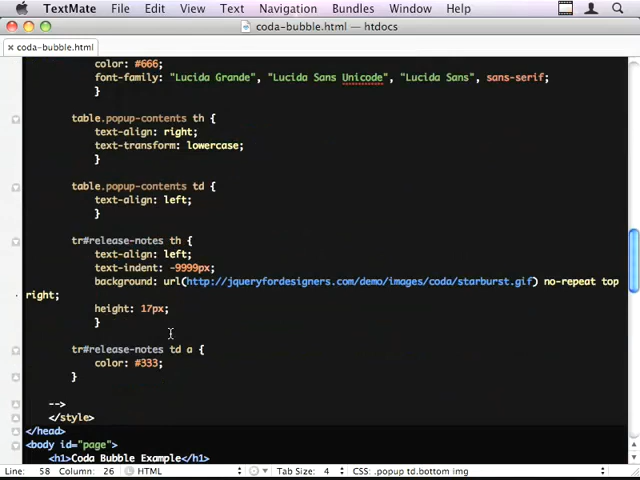 TextMate File Edit View Text Navigation Bundles Window Help
coda-bubble.html — htdocs
× coda-bubble.html
color: #666;
font-family: "Lucida Grande", "Lucida Sans Unicode", "Lucida Sans", sans-serif;
}
table.popup-contents th {
text-align: right;
text-transform: lowercase;
}
table.popup-contents td {
text-align: left;
}
tr#release-notes th {
text-align: left;
text-indent: -9999px;
background: url(http://jqueryfordesigners.com/demo/images/coda/starburst.gif) no-repeat top
right;
height: 17px;
}
tr#release-notes td a {
color: #333;
}
-->
</style>
</head>
<body id="page">
<h1>Coda Bubble Example</h1>
Line: 58 Column: 26 HTML Tab Size: 4 CSS: .popup td.bottom img